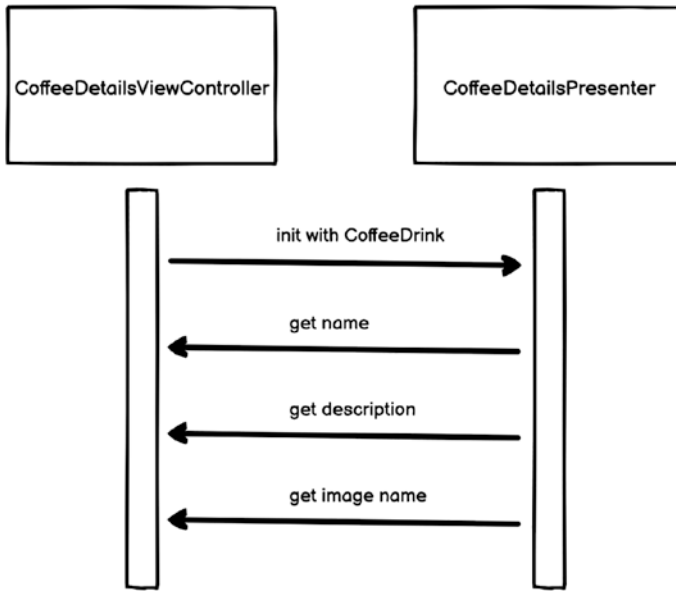 CoffeeDetailsViewController
CoffeeDetailsPresenter
init with CoffeeDrink
get name
get description
get image name